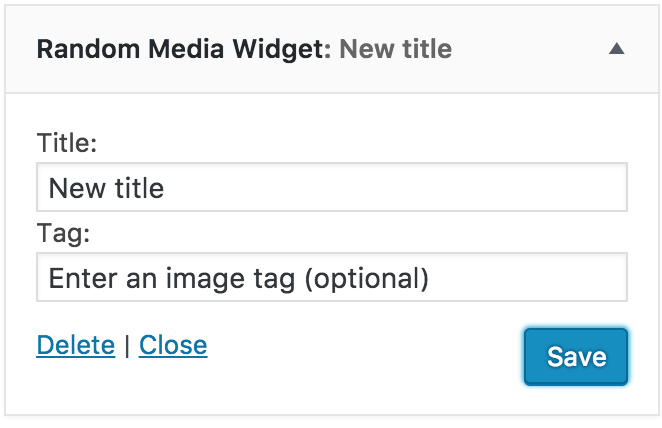 Random Media Widget: New title
Title:
New title
Tag:
Enter an image tag (optional)
Delete | Close
Save